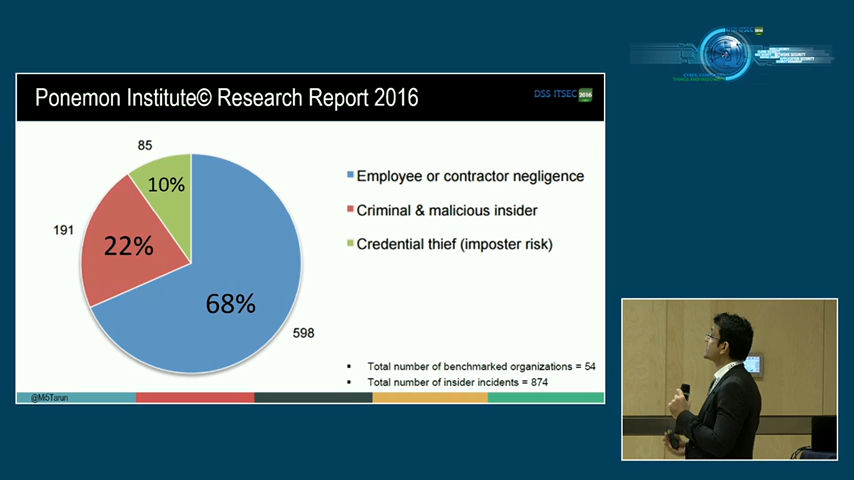 Ponemon Institute© Research Report 2016
DSS ITSEC 2016
85
10%
191
22%
68%
598
Employee or contractor negligence
Criminal & malicious insider
Credential thief (imposter risk)
Total number of benchmarked organizations = 54
Total number of insider incidents = 874
@Mi5Tarun